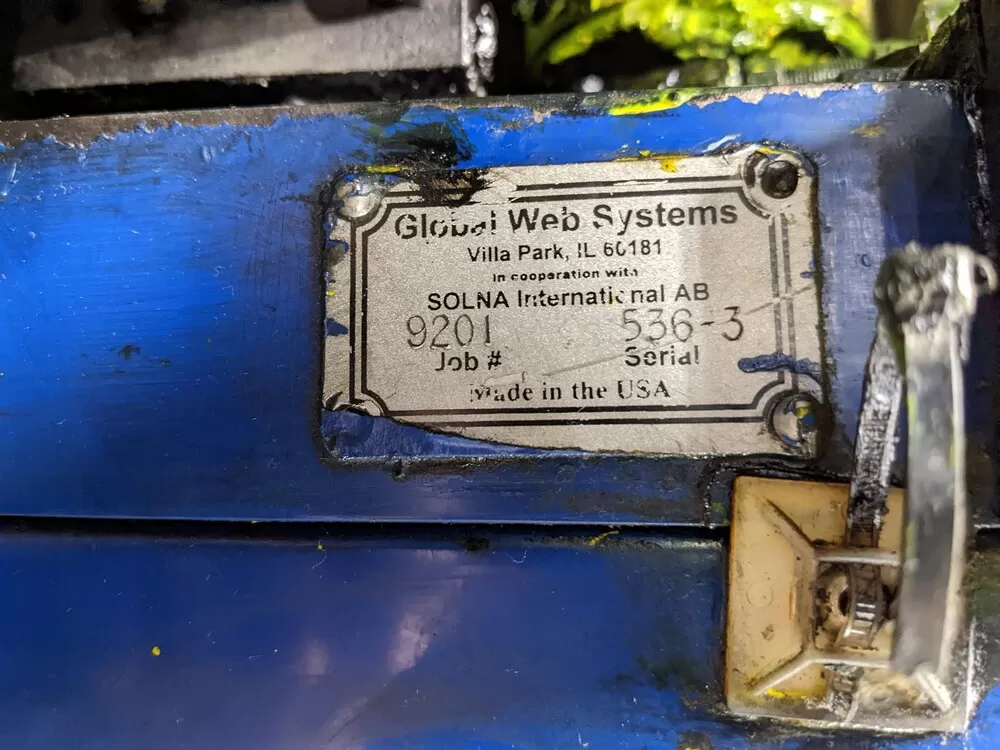 Global Web Systems
Villa Park, IL 60181
in cooperation with
SOLNA International AB
9201 536-3
Job # Serial
Made in the USA